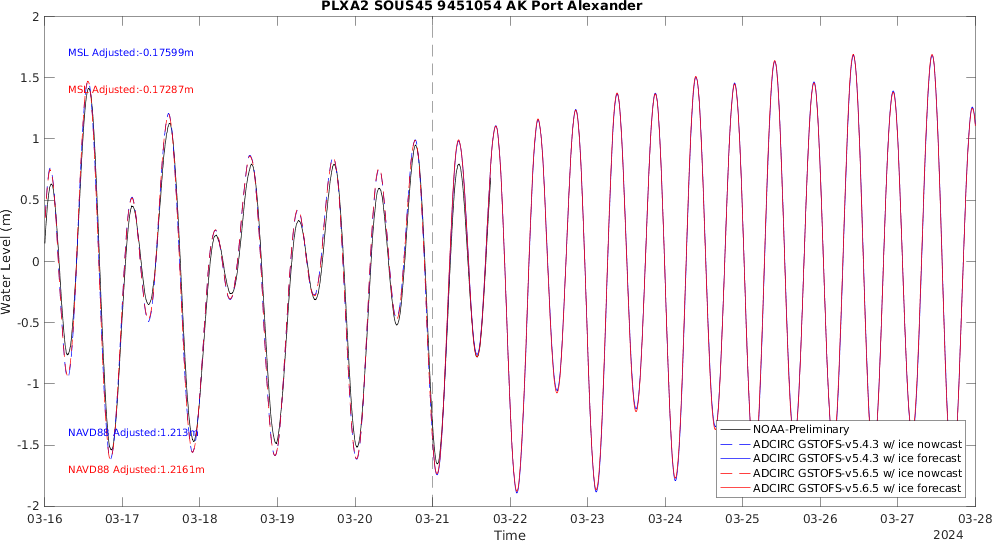 PLXA2 SOUS45 9451054 AK Port Alexander
2
1.5
1
0.5
0
-0.5
-1
-1.5
-2
Water Level (m)
MSL Adjusted:-0.17599m
MSL Adjusted:-0.17287m
NAVD88 Adjusted:1.213m
NAVD88 Adjusted:1.2161m
NOAA-Preliminary
ADCIRC GSTOFS-v5.4.3 w/ ice nowcast
ADCIRC GSTOFS-v5.4.3 w/ ice forecast
ADCIRC GSTOFS-v5.6.5 w/ ice nowcast
ADCIRC GSTOFS-v5.6.5 w/ ice forecast
03-16 03-17 03-18 03-19 03-20 03-21 03-22 03-23 03-24 03-25 03-26 03-27 03-28
Time
2024